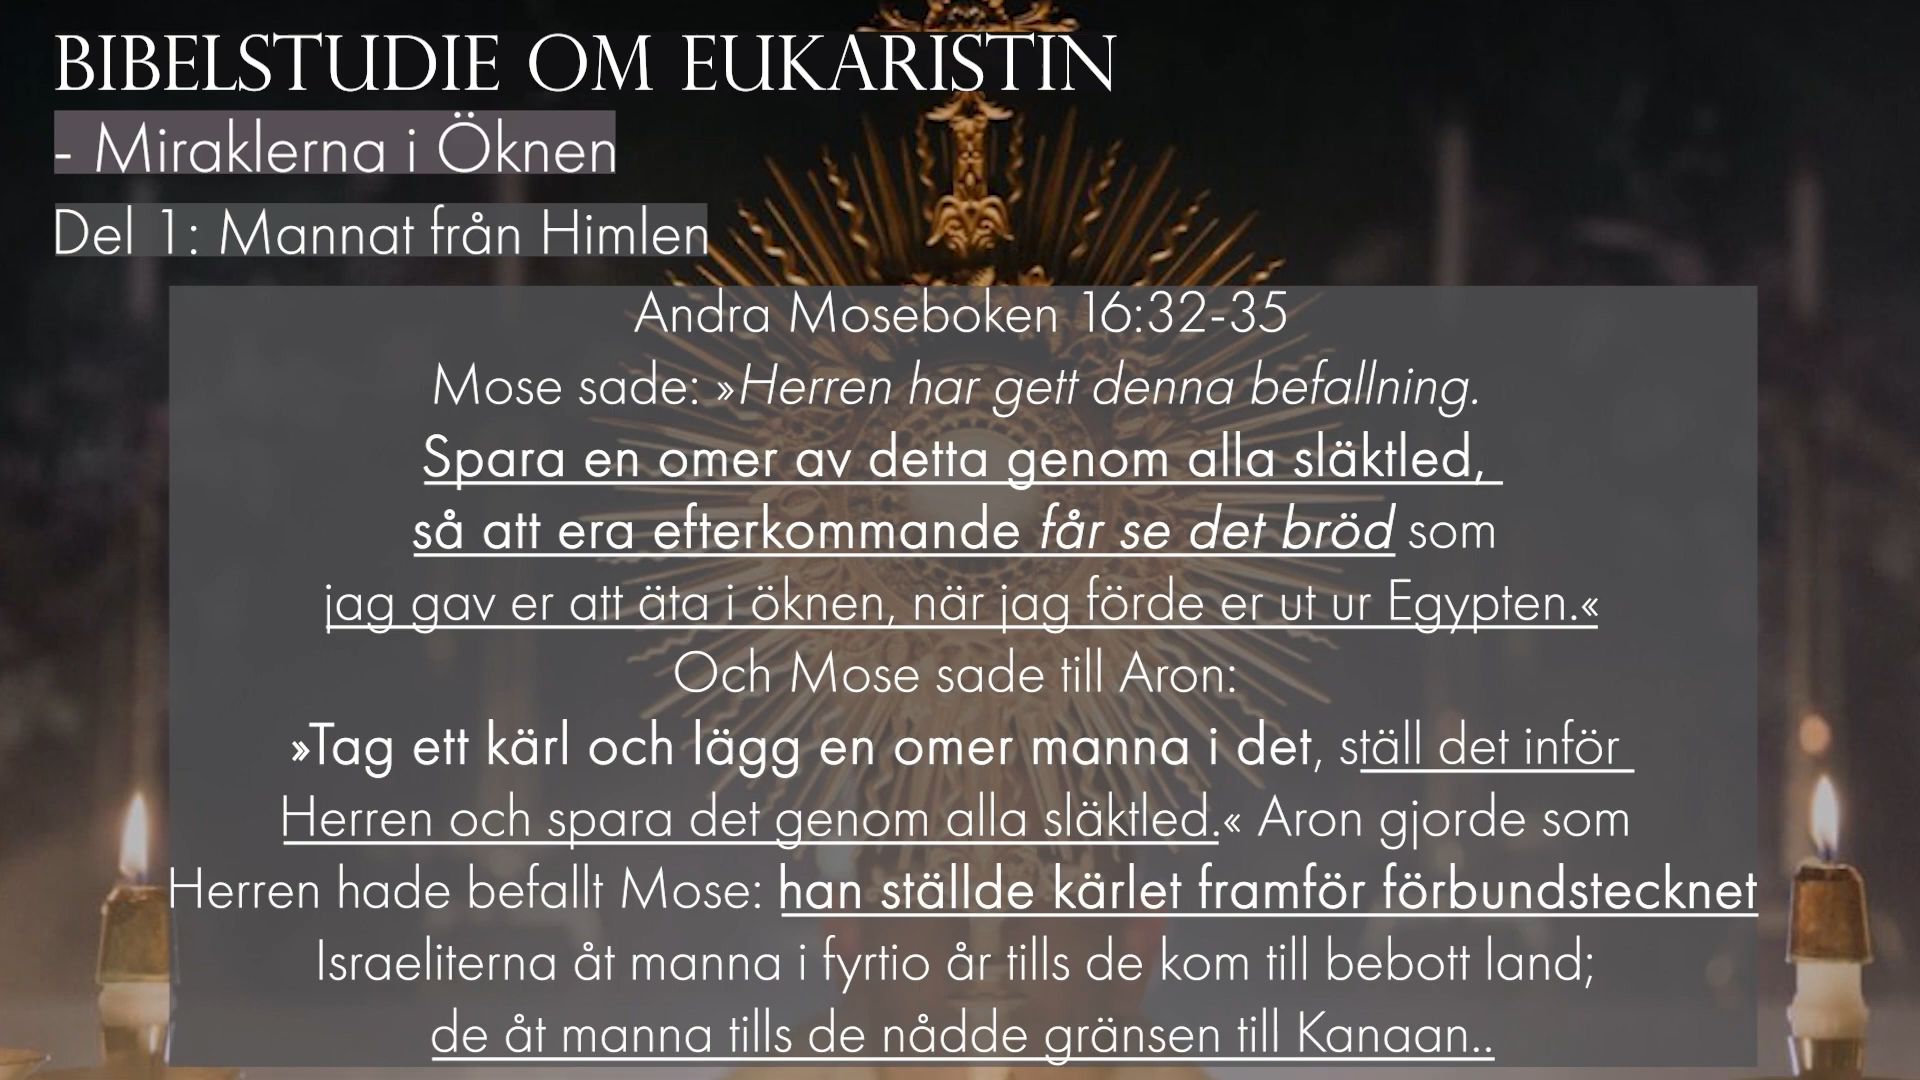 BIBELSTUDIE OM EUKARISTIN
- Miraklerna i Öknen
Del 1: Mannat från Himlen
Andra Moseboken 16:32-35
Mose sade: »Herren har gett denna befallning.
Spara en omer av detta genom alla släktled,
så att era efterkommande får se det bröd som
jag gav er att äta i öknen, när jag förde er ut ur Egypten.«
Och Mose sade till Aron:
»Tag ett kärl och lägg en omer manna i det, ställ det inför
Herren och spara det genom alla släktled.« Aron gjorde som
Herren hade befallt Mose: han ställde kärlet framför förbundstecknet
Israeliterna åt manna i fyrtio år tills de kom till bebott land;
de åt manna tills de nådde gränsen till Kanaan..